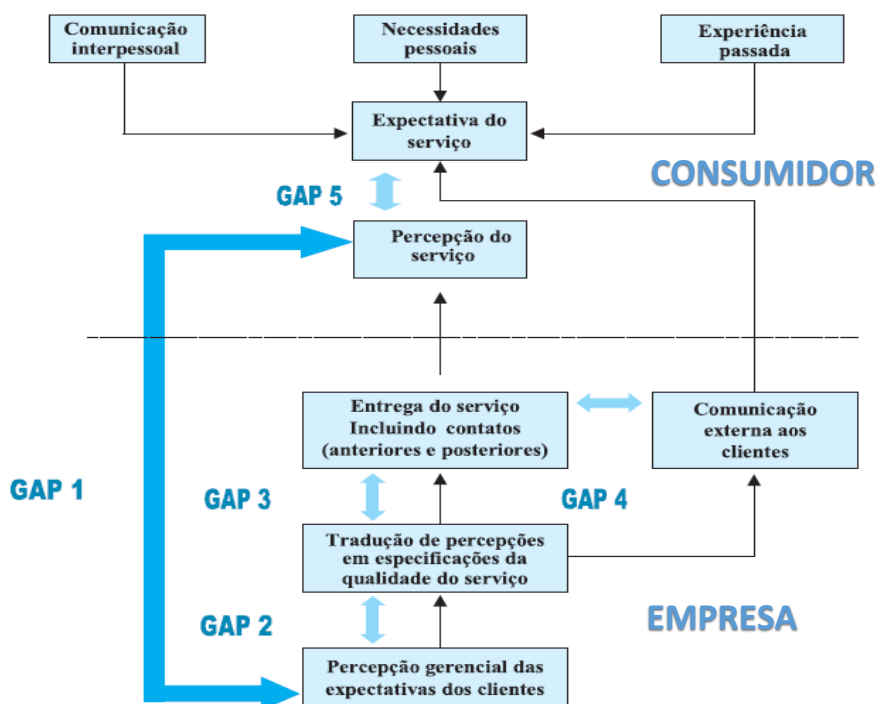 Comunicação
interpessoal
Necessidades
pessoais
Experiência
passada
Expectativa do
serviço
CONSUMIDOR
GAP 5
Percepção do
serviço
Entrega do serviço
Incluindo contatos
(anteriores e posteriores)
Comunicação
externa aos
clientes
GAP 1
GAP 3
GAP 4
Tradução de percepções
em especificações da
qualidade do serviço
GAP 2
EMPRESA
Percepção gerencial das
expectativas dos clientes